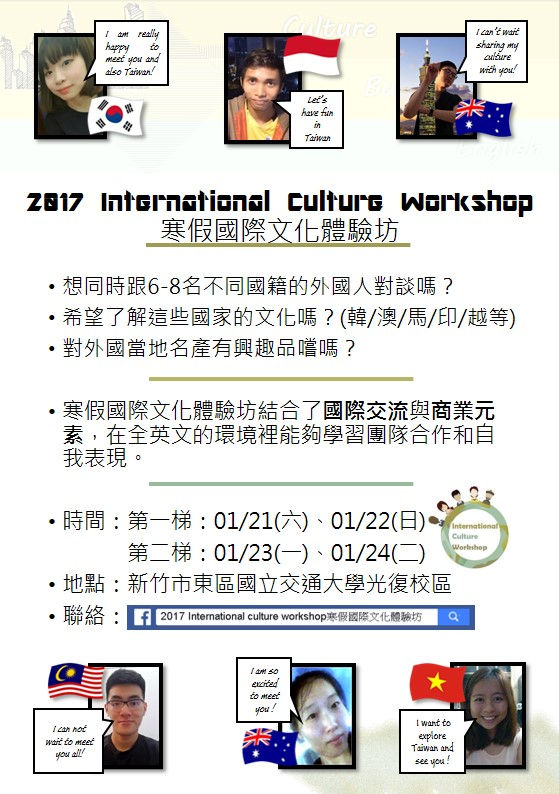 Culture
I am really
happy to
meet you and
also Taiwan!
Let's
have fun
in
Taiwan
I can't wait
sharing my
culture
with you!
English
2017 International Culture Workshop
寒假國際文化體驗坊
• 想同時跟6-8名不同國籍的外國人對談嗎？
• 希望了解這些國家的文化嗎？(韓/澳/馬/印/越等)
• 對外國當地名產有興趣品嚐嗎？
• 寒假國際文化體驗坊結合了國際交流與商業元
素，在全英文的環境裡能夠學習團隊合作和自
我表現。
• 時間：第一梯：01/21(六)、01/22(日)
第二梯：01/23(一)、01/24(二)
International
Culture
Workshop
• 地點：新竹市東區國立交通大學光復校區
• 聯絡：
f 2017 International culture workshop寒假國際文化體驗坊
I can not
wait to meet
you all!
I am so
excited
to meet
you !
I want to
explore
Taiwan and
see you !